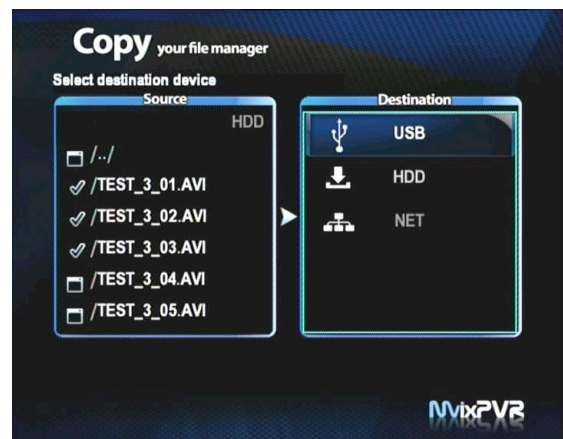 Copy your file manager
Select destination device
Source
HDD
/../
/TEST_3_01.AVI
/TEST_3_02.AVI
/TEST_3_03.AVI
/TEST_3_04.AVI
/TEST_3_05.AVI
Destination
USB
HDD
NET
MvixPVR